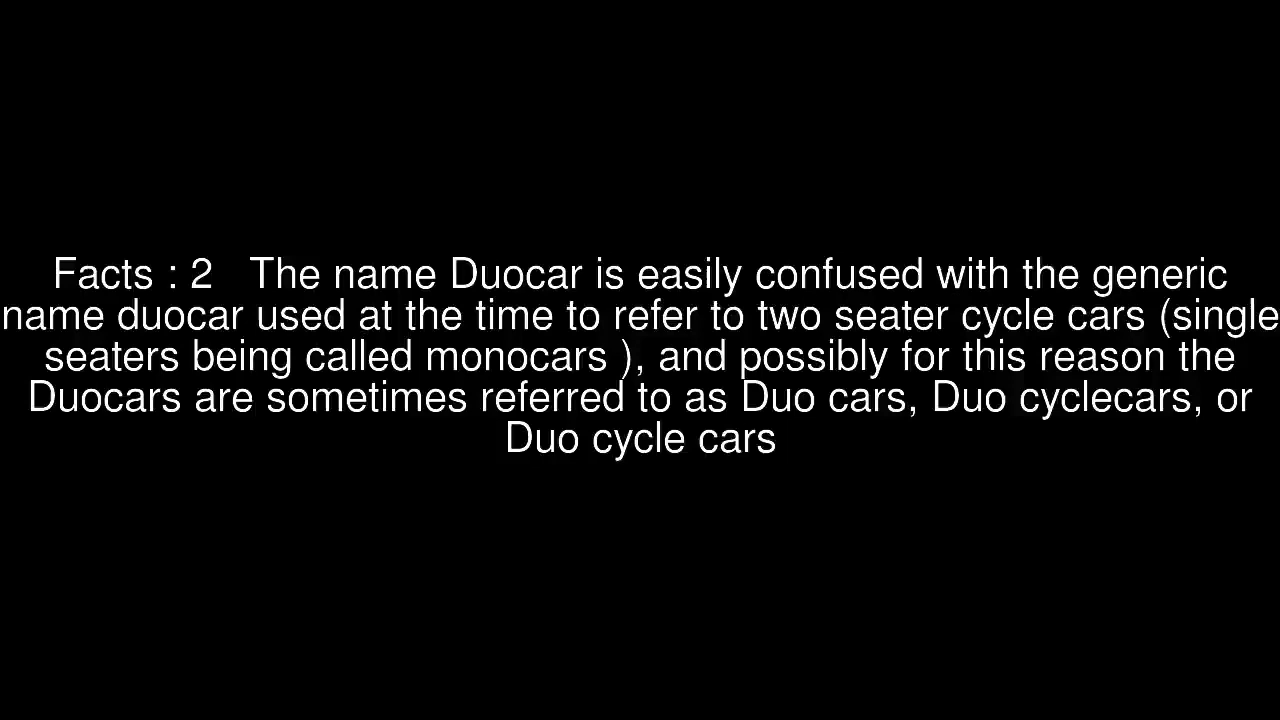 Facts : 2   The name Duocar is easily confused with the generic
name duocar used at the time to refer to two seater cycle cars (single
seaters being called monocars ), and possibly for this reason the
Duocars are sometimes referred to as Duo cars, Duo cyclecars, or
Duo cycle cars